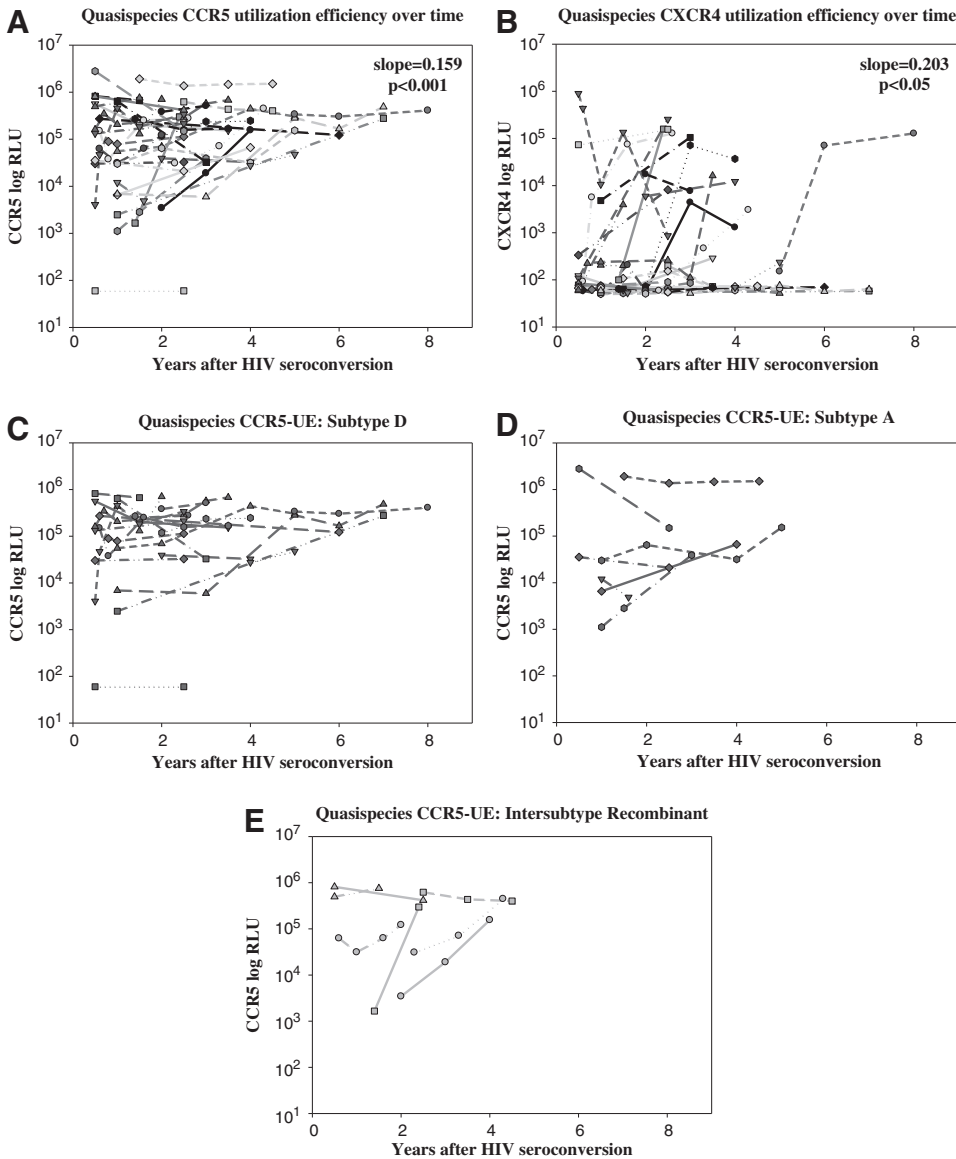 A
Quasispecies CCR5 utilization efficiency over time
slope=0.159
p<0.001
CCR5 log RLU
10^7
10^6
10^5
10^4
10^3
10^2
10^1
0 2 4 6 8
Years after HIV seroconversion
B
Quasispecies CXCR4 utilization efficiency over time
slope=0.203
p<0.05
CXCR4 log RLU
10^7
10^6
10^5
10^4
10^3
10^2
10^1
0 2 4 6 8
Years after HIV seroconversion
C
Quasispecies CCR5-UE: Subtype D
CCR5 log RLU
10^7
10^6
10^5
10^4
10^3
10^2
10^1
0 2 4 6 8
Years after HIV seroconversion
D
Quasispecies CCR5-UE: Subtype A
CCR5 log RLU
10^7
10^6
10^5
10^4
10^3
10^2
10^1
0 2 4 6 8
Years after HIV seroconversion
E
Quasispecies CCR5-UE: Intersubtype Recombinant
CCR5 log RLU
10^7
10^6
10^5
10^4
10^3
10^2
10^1
0 2 4 6 8
Years after HIV seroconversion